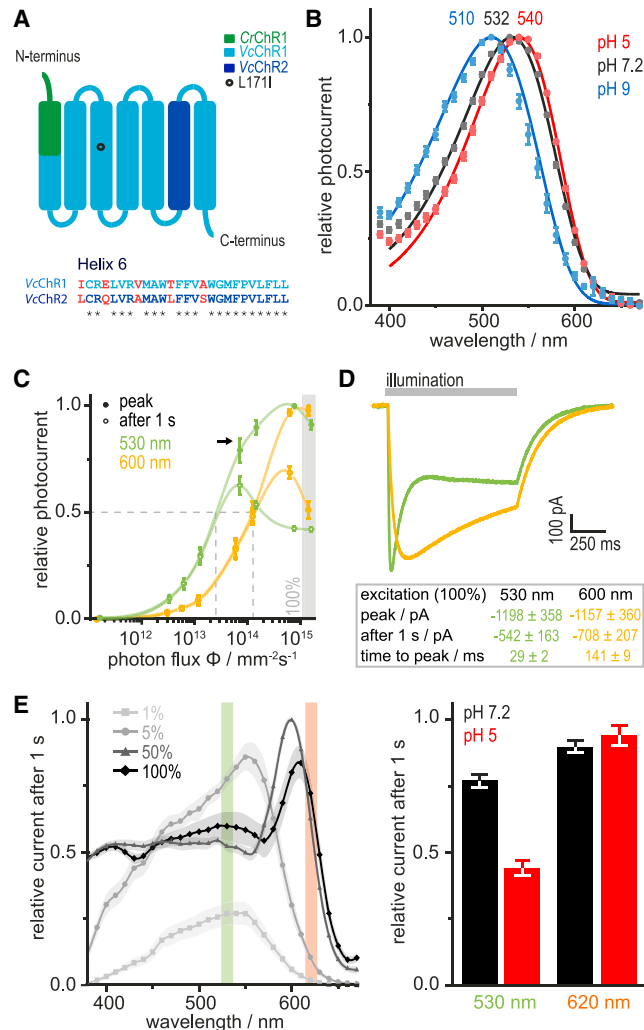 A
CrChR1
VcChR1
VcChR2
L171I
N-terminus
C-terminus
Helix 6
VcChR1 ICRELVRVMAWTFFVAWGMFPVLFLL
VcChR2 LCRQLVRAMAWLFFVSWGMFPVLFLL
** *** *** *** **********
B
510 532 540
pH 5
pH 7.2
pH 9
relative photocurrent
1.0
0.5
0.0
400 500 600
wavelength / nm
C
peak
after 1 s
530 nm
600 nm
relative photocurrent
1.0
0.5
0.0
100%
10¹² 10¹³ 10¹⁴ 10¹⁵
photon flux Φ / mm⁻²s⁻¹
D
illumination
100 pA
250 ms
excitation (100%) 530 nm 600 nm
peak / pA -1198 ± 358 -1157 ± 360
after 1 s / pA -542 ± 163 -708 ± 207
time to peak / ms 29 ± 2 141 ± 9
E
1%
5%
50%
100%
relative current after 1 s
1.0
0.5
0.0
400 500 600
wavelength / nm
pH 7.2
pH 5
relative current after 1 s
1.0
0.5
0.0
530 nm 620 nm